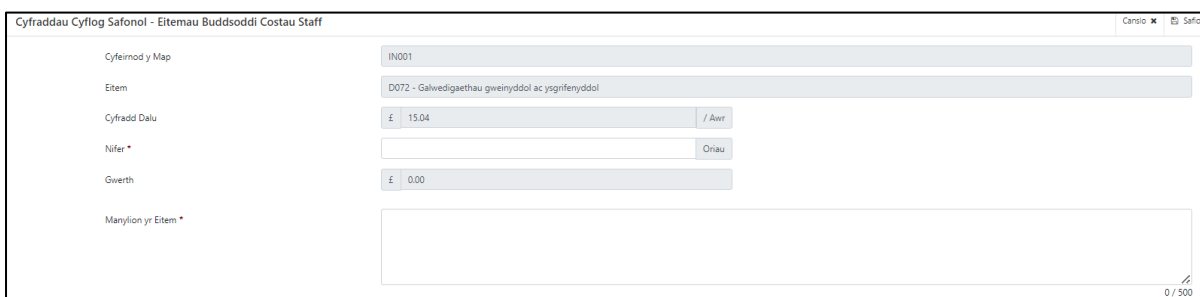 Cyfraddau Cyflog Safonol - Eitemau Buddsoddi Costau Staff Canslo ✖ Safio
Cyfeirnod y Map IN001
Eitem D072 - Galwedigaethau gweinyddol ac ysgrifenyddol
Cyfradd Dalu £ 15.04 / Awr
Nifer * Oriau
Gwerth £ 0.00
Manylion yr Eitem *
0 / 500